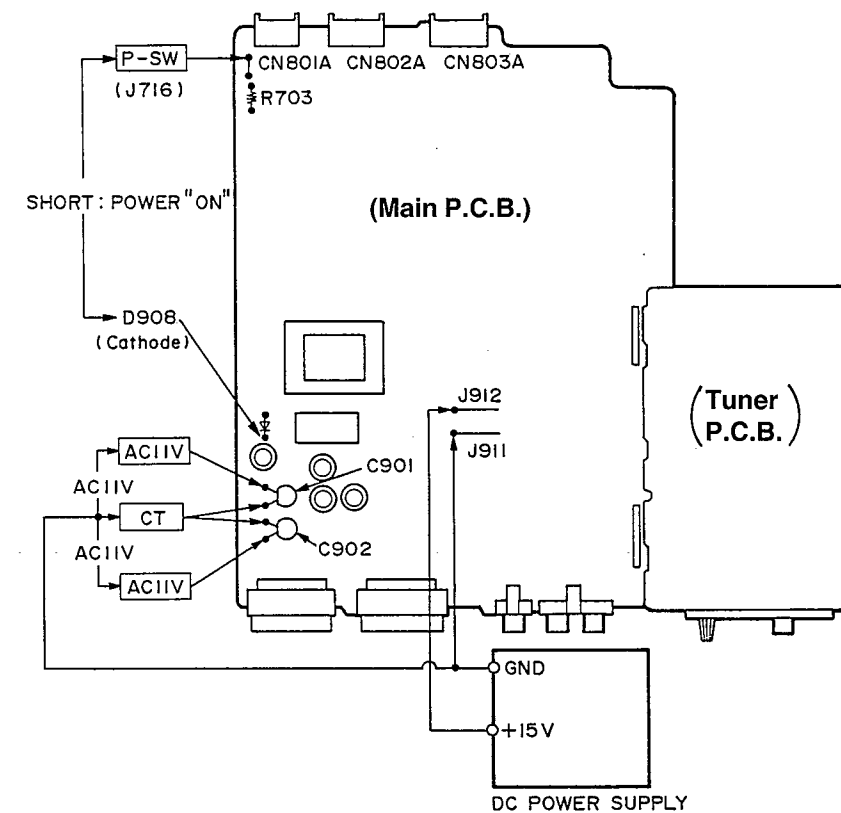 CN801A CN802A CN803A
P-SW
(J716)
R703
SHORT : POWER "ON"
(Main P.C.B.)
D908
(Cathode)
J912
J911
(Tuner
P.C.B.)
AC11V
AC11V
C901
CT
AC11V
C902
AC11V
GND
+15V
DC POWER SUPPLY